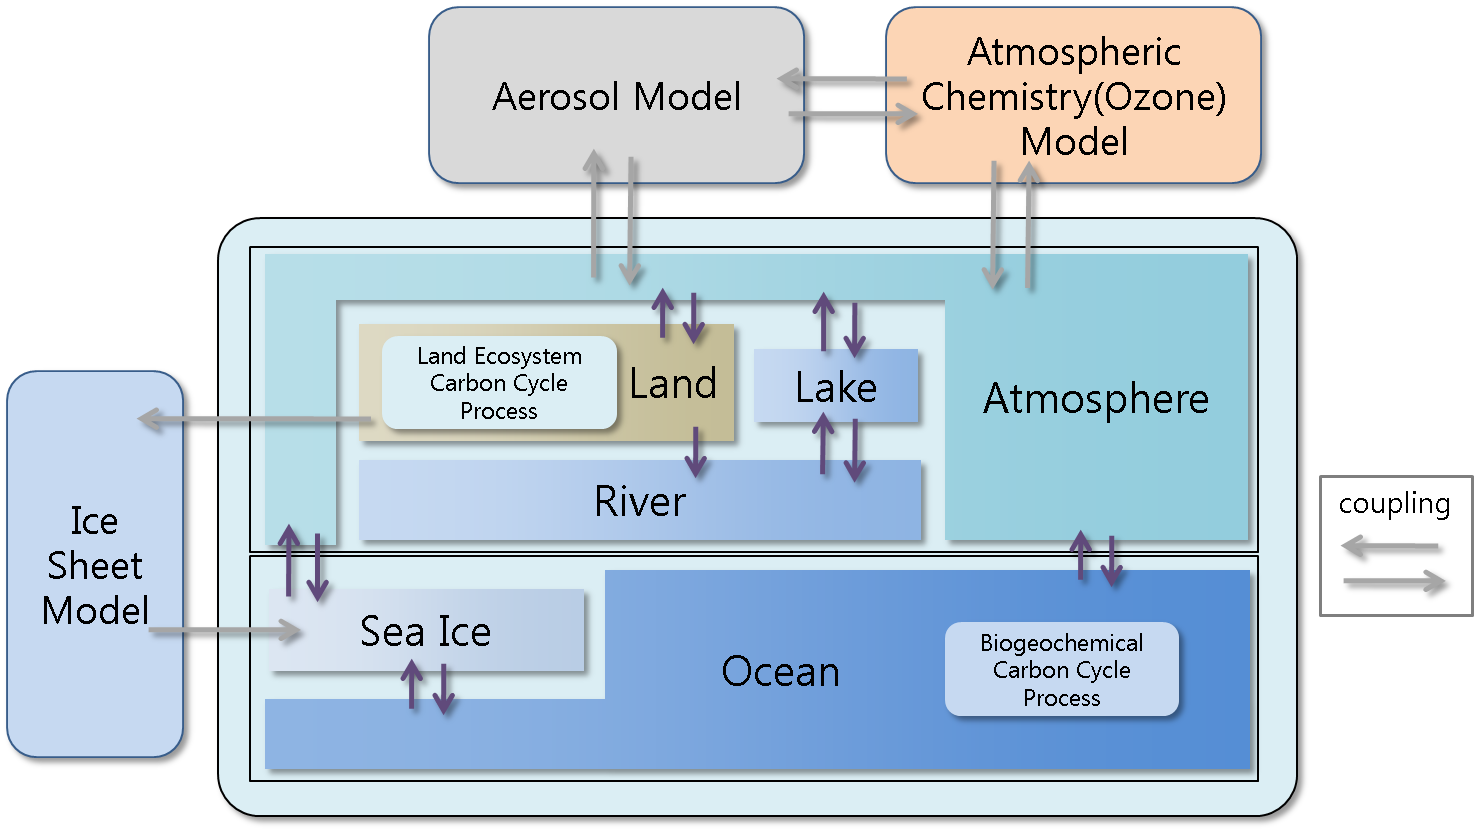 Aerosol Model
Atmospheric
Chemistry(Ozone)
Model
Land Ecosystem
Carbon Cycle
Process
Land
Lake
Atmosphere
River
Ice
Sheet
Model
coupling
Sea Ice
Ocean
Biogeochemical
Carbon Cycle
Process